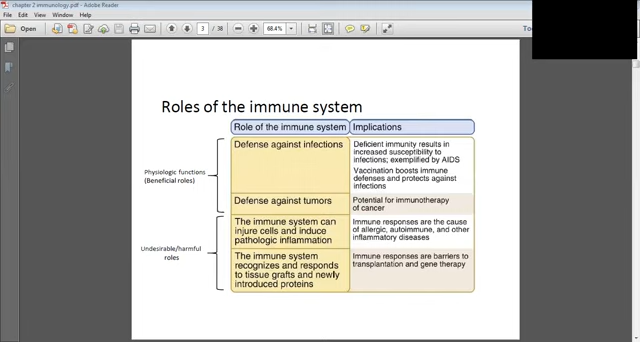 chapter 2 immunology.pdf - Adobe Reader
File Edit View Window Help
Open 3 / 38 68.4%
Roles of the immune system
Role of the immune system Implications
Defense against infections
Deficient immunity results in
increased susceptibility to
infections; exemplified by AIDS
Vaccination boosts immune
defenses and protects against
infections
Physiologic functions
(Beneficial roles)
Defense against tumors
Potential for immunotherapy
of cancer
The immune system can
injure cells and induce
pathologic inflammation
Immune responses are the cause
of allergic, autoimmune, and other
inflammatory diseases
Undesirable/harmful
roles
The immune system
recognizes and responds
to tissue grafts and newly
introduced proteins
Immune responses are barriers to
transplantation and gene therapy